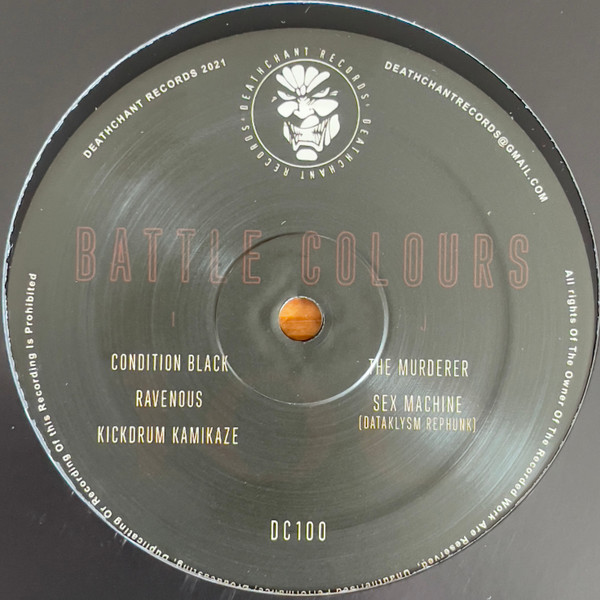 DEATHCHANT RECORDS 2021
DEATHCHANT RECORDS · DEATHCHANT RECORDS ·
DEATHCHANTRECORDS@GMAIL.COM
BATTLE COLOURS
I
J
CONDITION BLACK
RAVENOUS
KICKDRUM KAMIKAZE
THE MURDERER
SEX MACHINE
(DATAKLYSM REPHUNK)
DC100
All rights Of The Owner Of The Recorded Work Are Reserved. Unauthorised Performance, Broadcasting, Duplicating Or Recording Of this Recording Is Prohibited